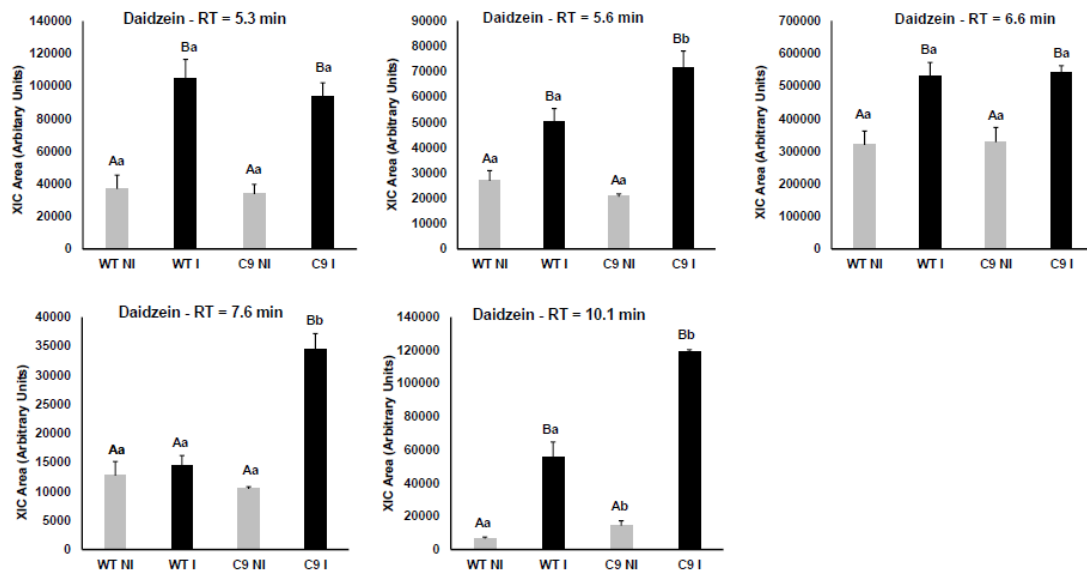 Daidzein - RT = 5.3 min
XIC Area (Arbitary Units)
140000
120000
100000
80000
60000
40000
20000
0
Aa
Ba
Aa
Ba
WT NI
WT I
C9 NI
C9 I
Daidzein - RT = 5.6 min
XIC Area (Arbitrary Units)
90000
80000
70000
60000
50000
40000
30000
20000
10000
0
Aa
Ba
Aa
Bb
WT NI
WT I
C9 NI
C9 I
Daidzein - RT = 6.6 min
XIC Area (Arbitrary Units)
700000
600000
500000
400000
300000
200000
100000
0
Aa
Ba
Aa
Ba
WT NI
WT I
C9 NI
C9 I
Daidzein - RT = 7.6 min
XIC Area (Arbitrary Units)
40000
35000
30000
25000
20000
15000
10000
5000
0
Aa
Aa
Aa
Bb
WT NI
WT I
C9 NI
C9 I
Daidzein - RT = 10.1 min
XIC Area (Arbitrary Units)
140000
120000
100000
80000
60000
40000
20000
0
Aa
Ba
Ab
Bb
WT NI
WT I
C9 NI
C9 I